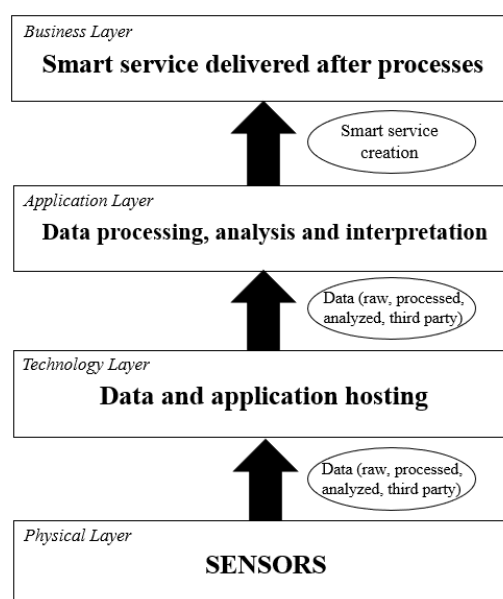 Business Layer
Smart service delivered after processes
Smart service
creation
Application Layer
Data processing, analysis and interpretation
Data (raw, processed,
analyzed, third party)
Technology Layer
Data and application hosting
Data (raw, processed,
analyzed, third party)
Physical Layer
SENSORS